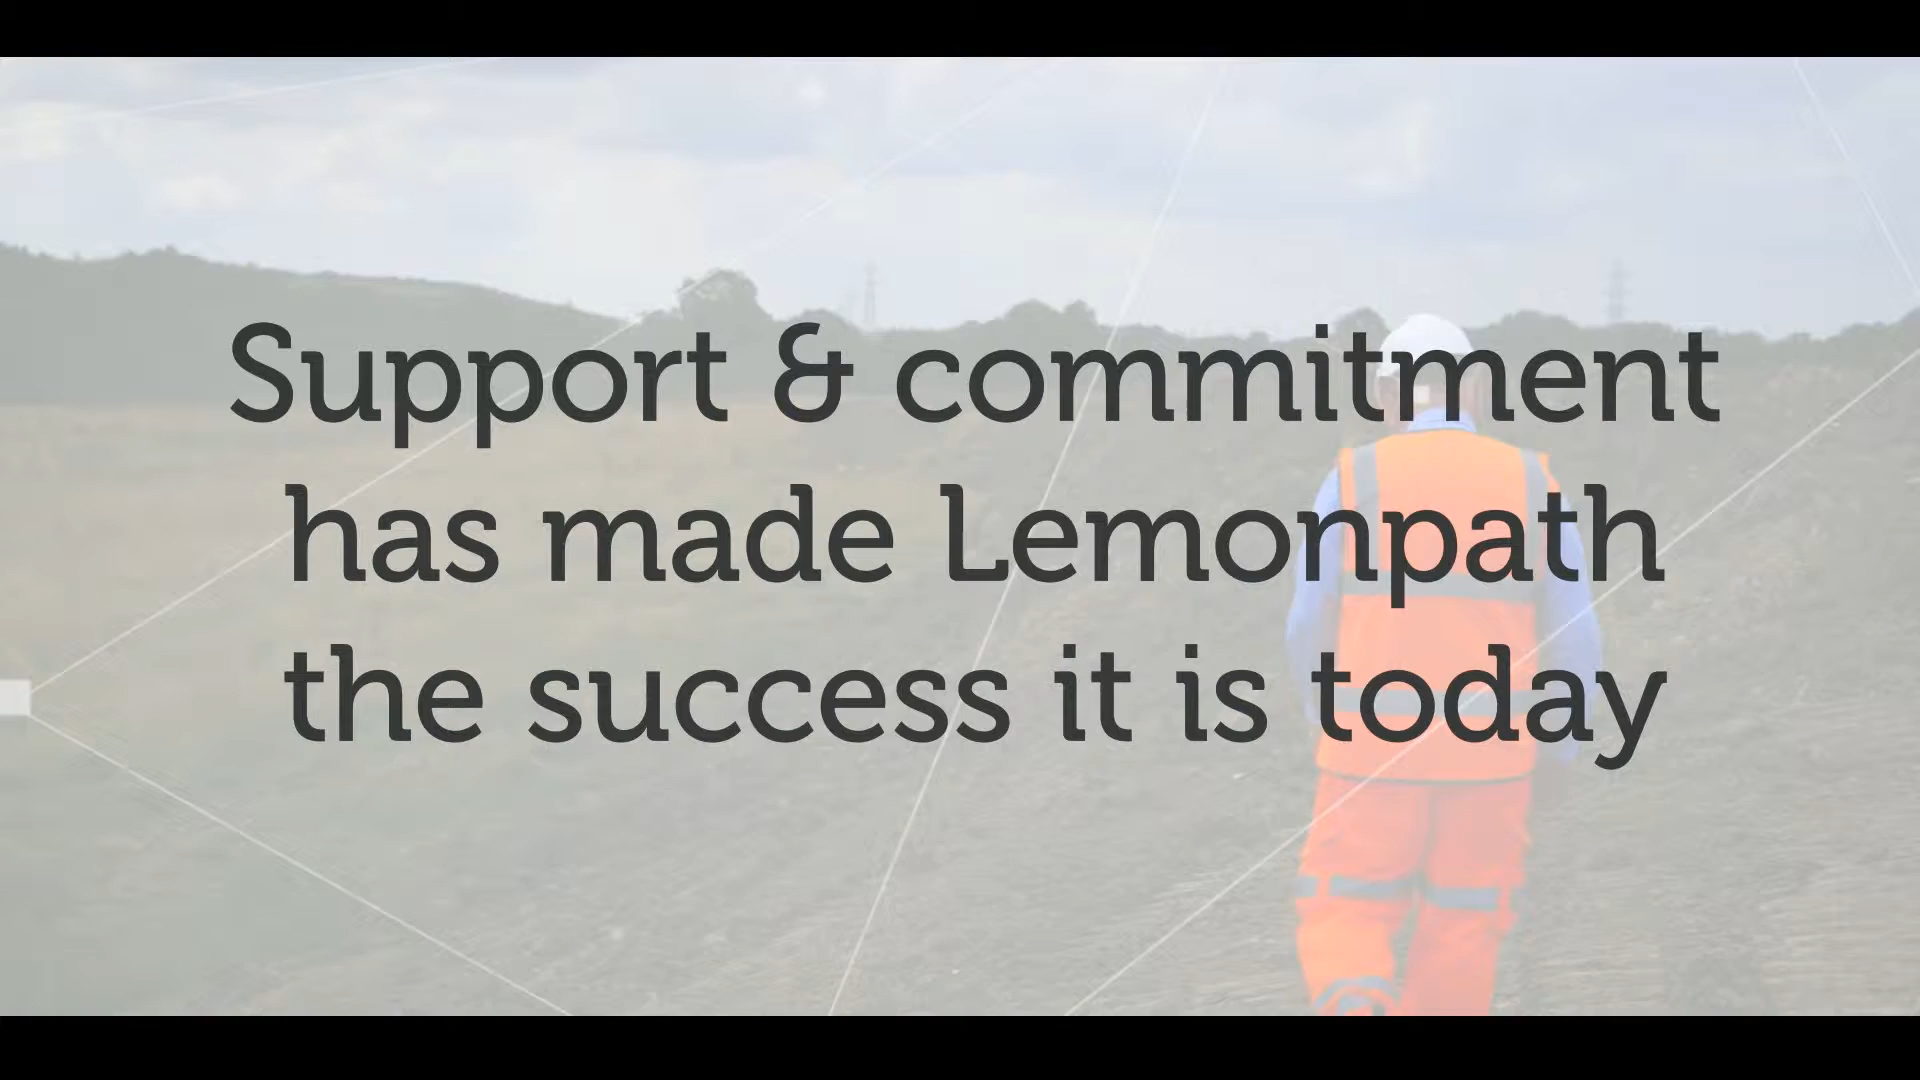 Support & commitment
has made Lemonpath
the success it is today